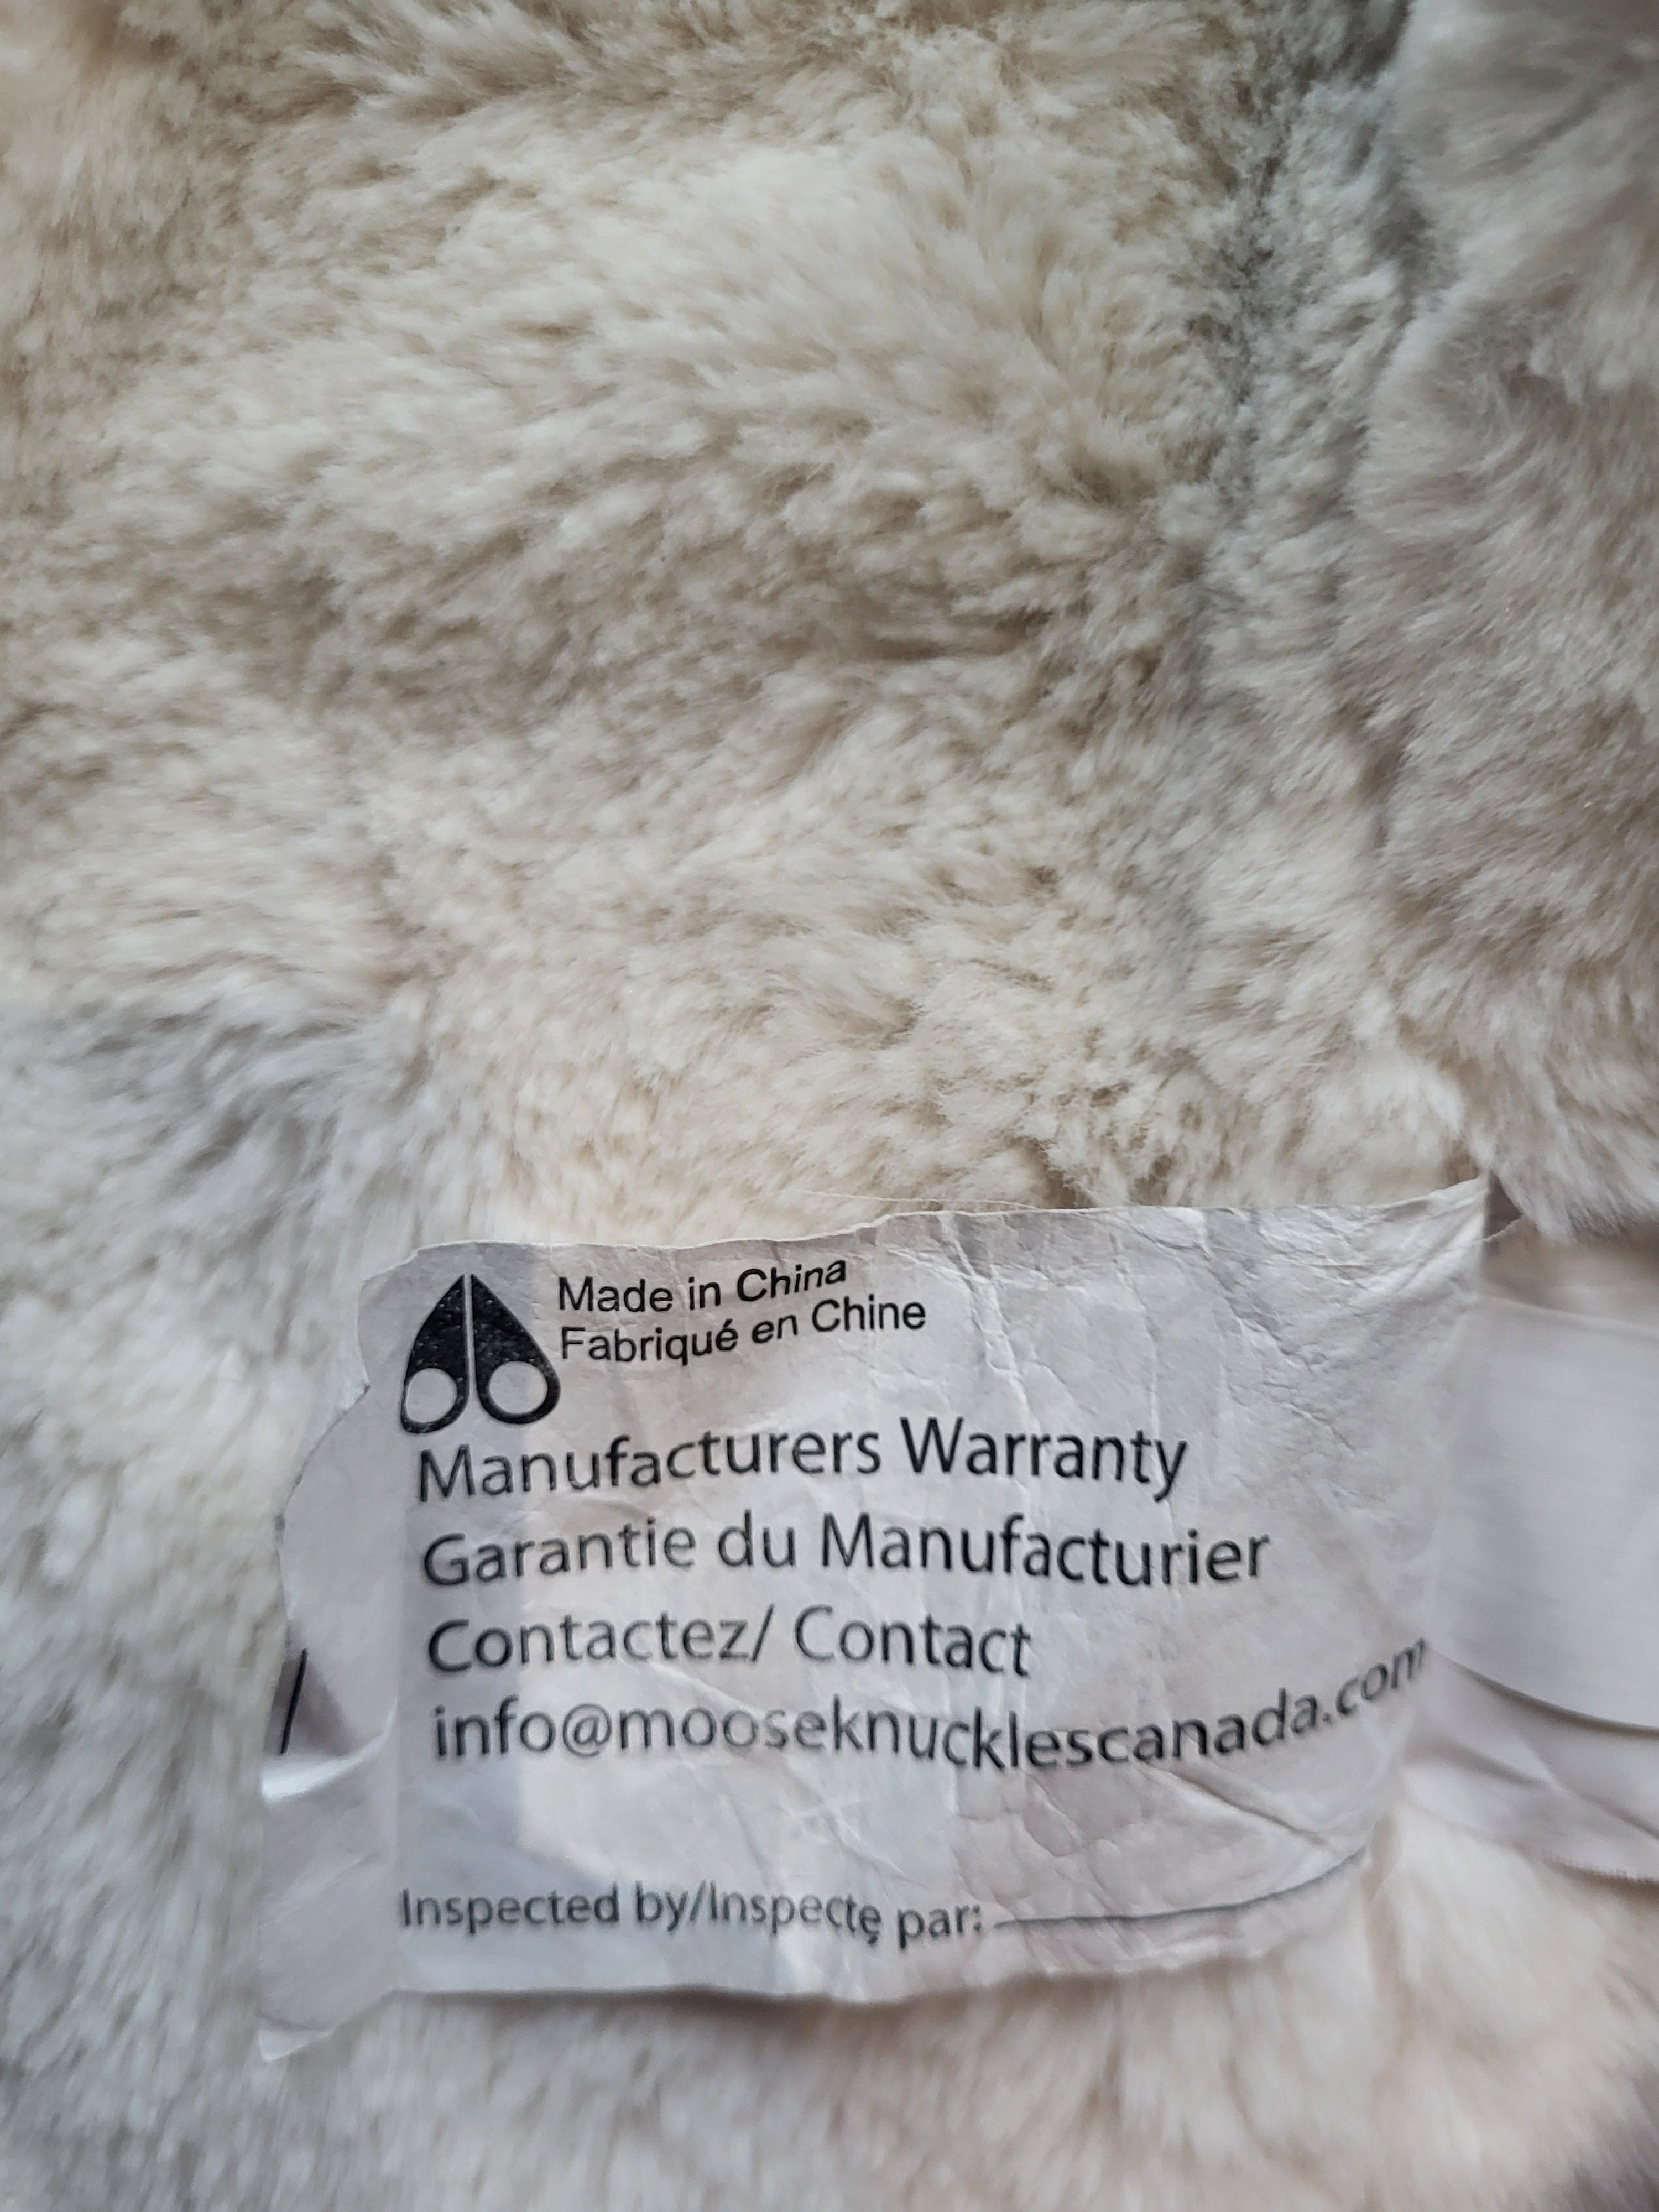 Made in China
Fabriqué en Chine
Manufacturers Warranty
Garantie du Manufacturier
Contactez/ Contact
info@mooseknucklescanada.com
Inspected by/Inspectę par: